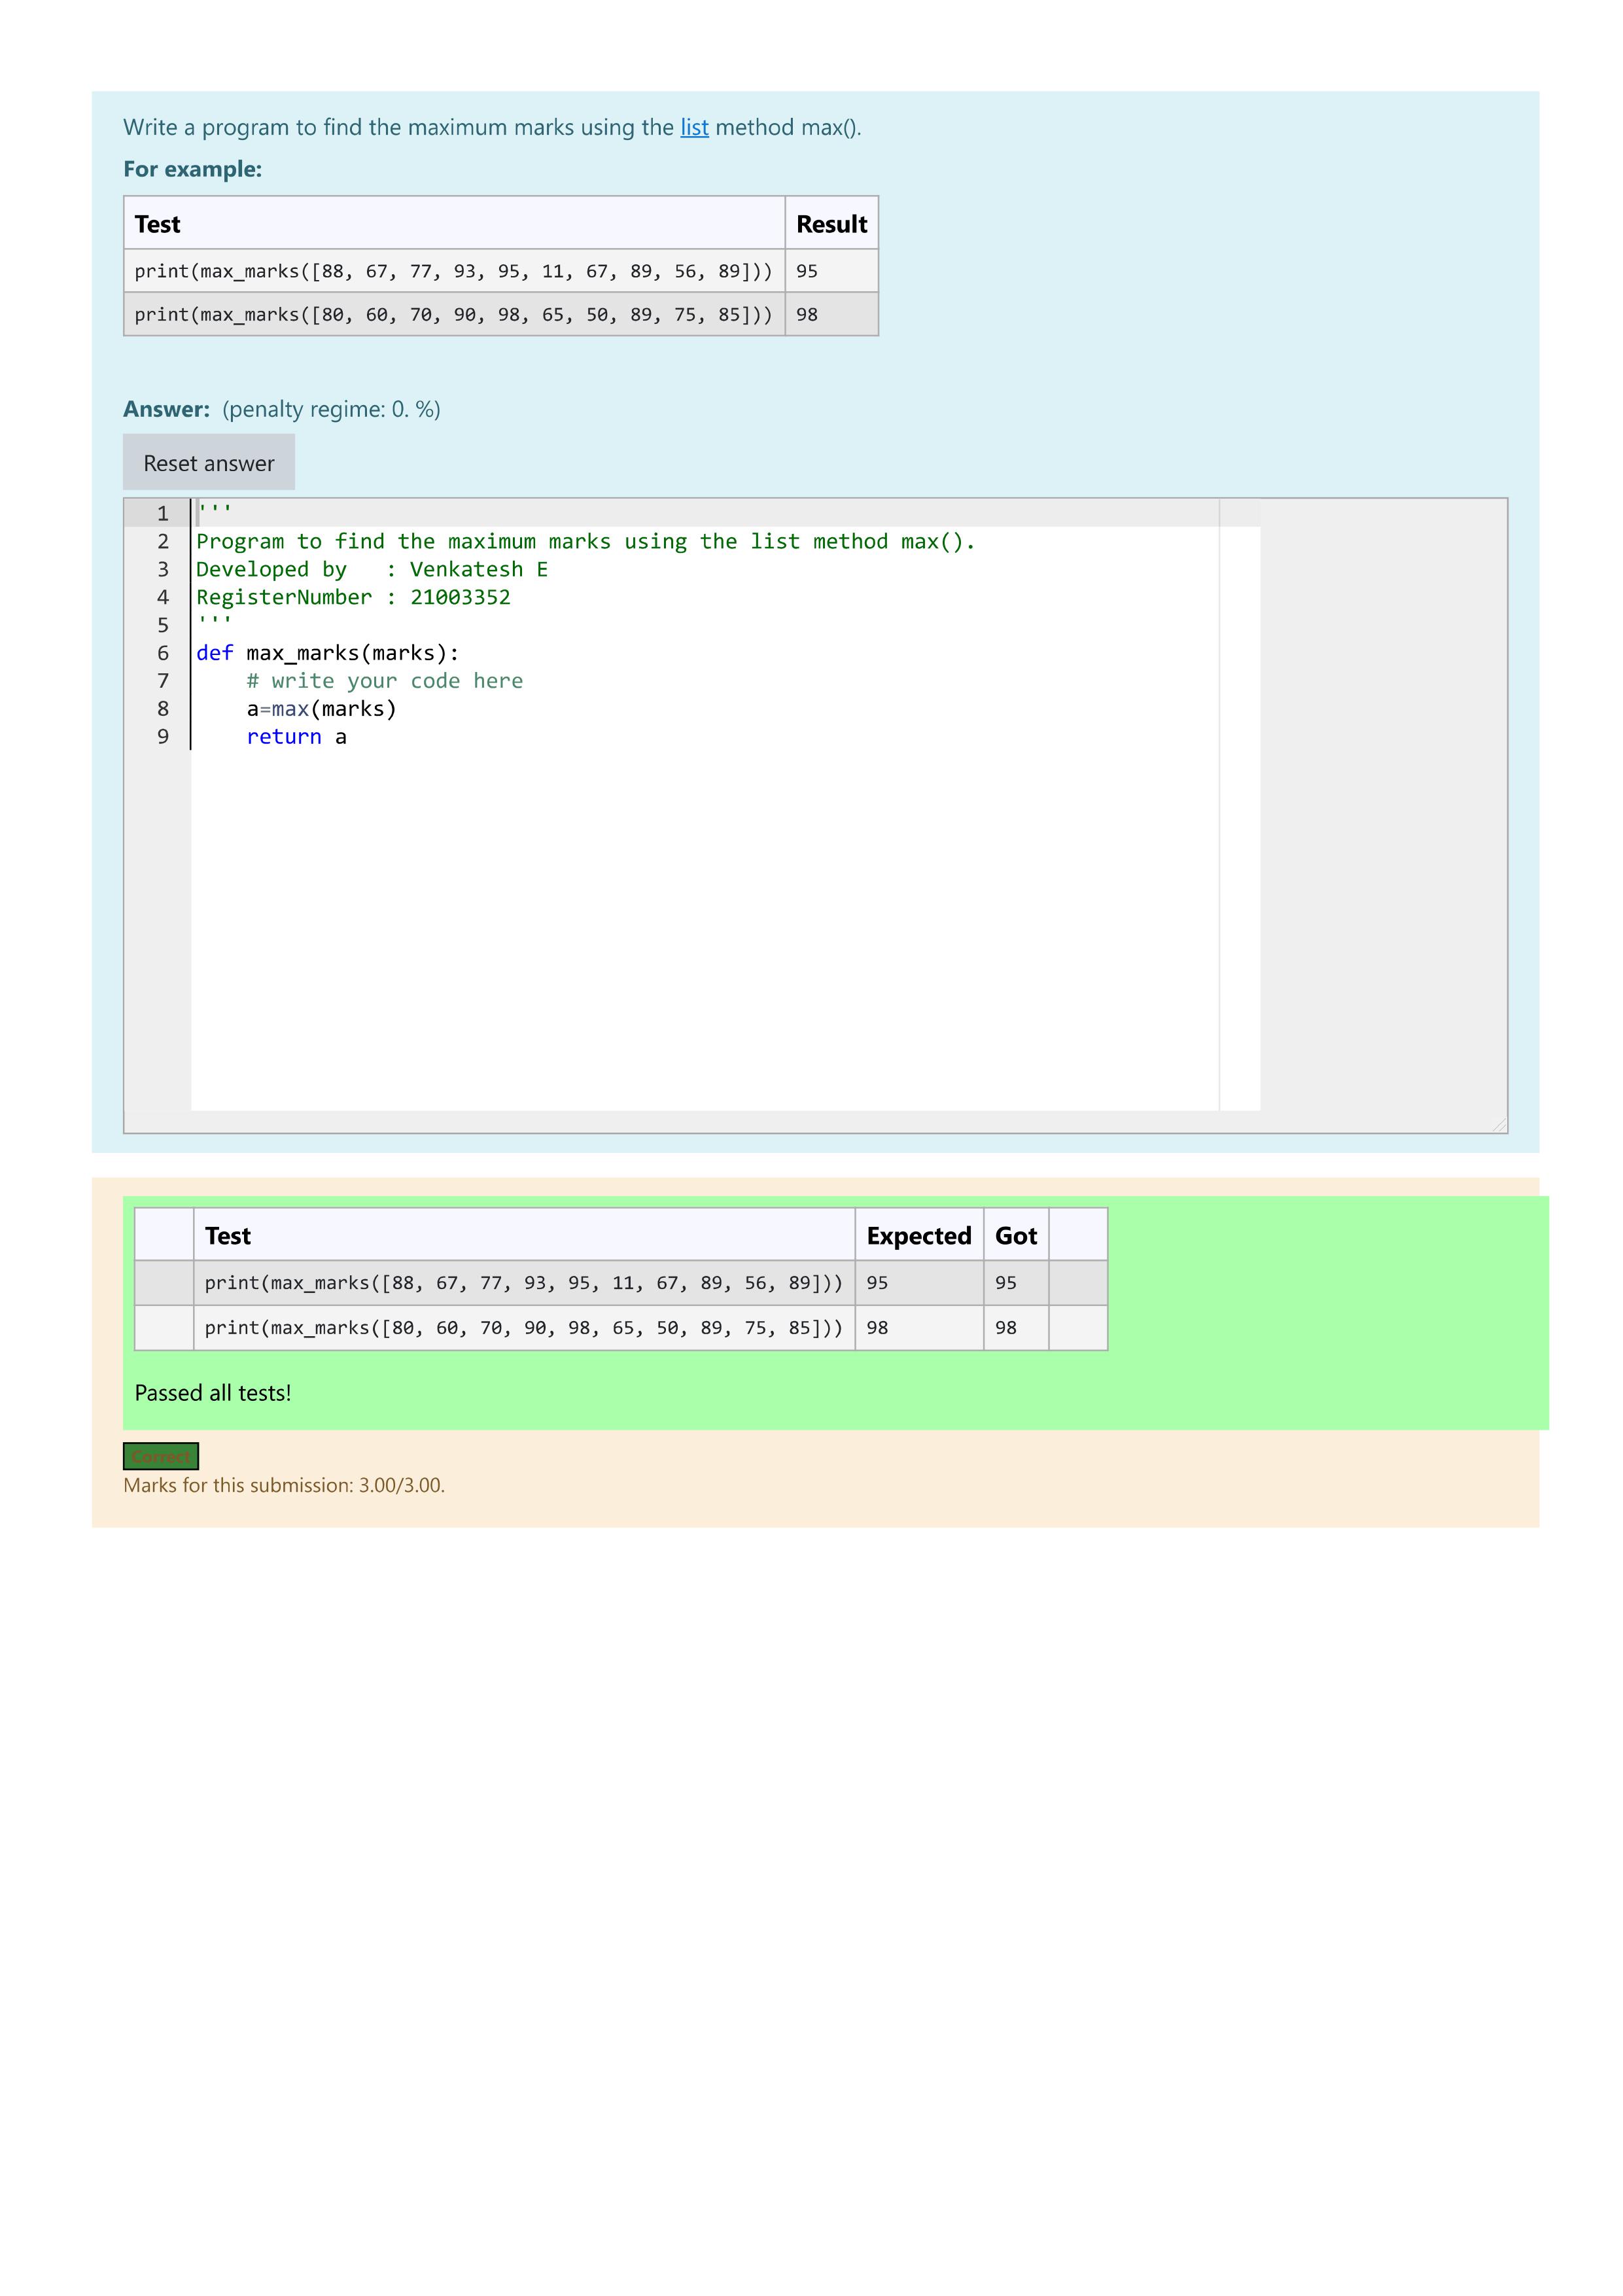 Write a program to find the maximum marks using the list method max().
For example:
Test Result
print(max_marks([88, 67, 77, 93, 95, 11, 67, 89, 56, 89])) 95
print(max_marks([80, 60, 70, 90, 98, 65, 50, 89, 75, 85])) 98
Answer: (penalty regime: 0. %)
Reset answer
1 '''
2 Program to find the maximum marks using the list method max().
3 Developed by   : Venkatesh E
4 RegisterNumber : 21003352
5 '''
6 def max_marks(marks):
7     # write your code here
8     a=max(marks)
9     return a
Test Expected Got
print(max_marks([88, 67, 77, 93, 95, 11, 67, 89, 56, 89])) 95 95
print(max_marks([80, 60, 70, 90, 98, 65, 50, 89, 75, 85])) 98 98
Passed all tests!
Correct
Marks for this submission: 3.00/3.00.